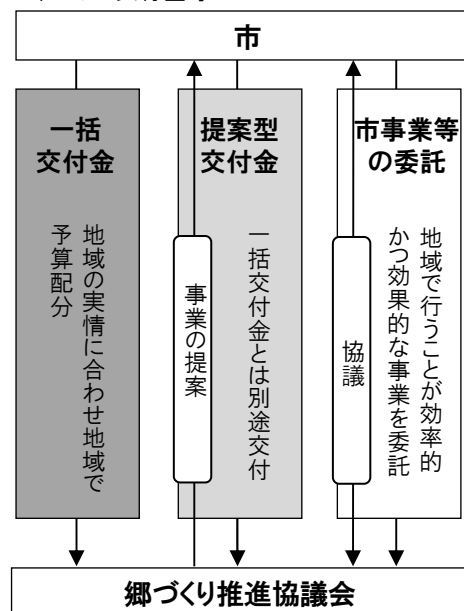 市
一括
交付金
地域の実情に合わせ地域で
予算配分
提案型
交付金
一括交付金とは別途交付
事業の提案
市事業等
の委託
地域で行うことが効率的
かつ効果的な事業を委託
協議
郷づくり推進協議会